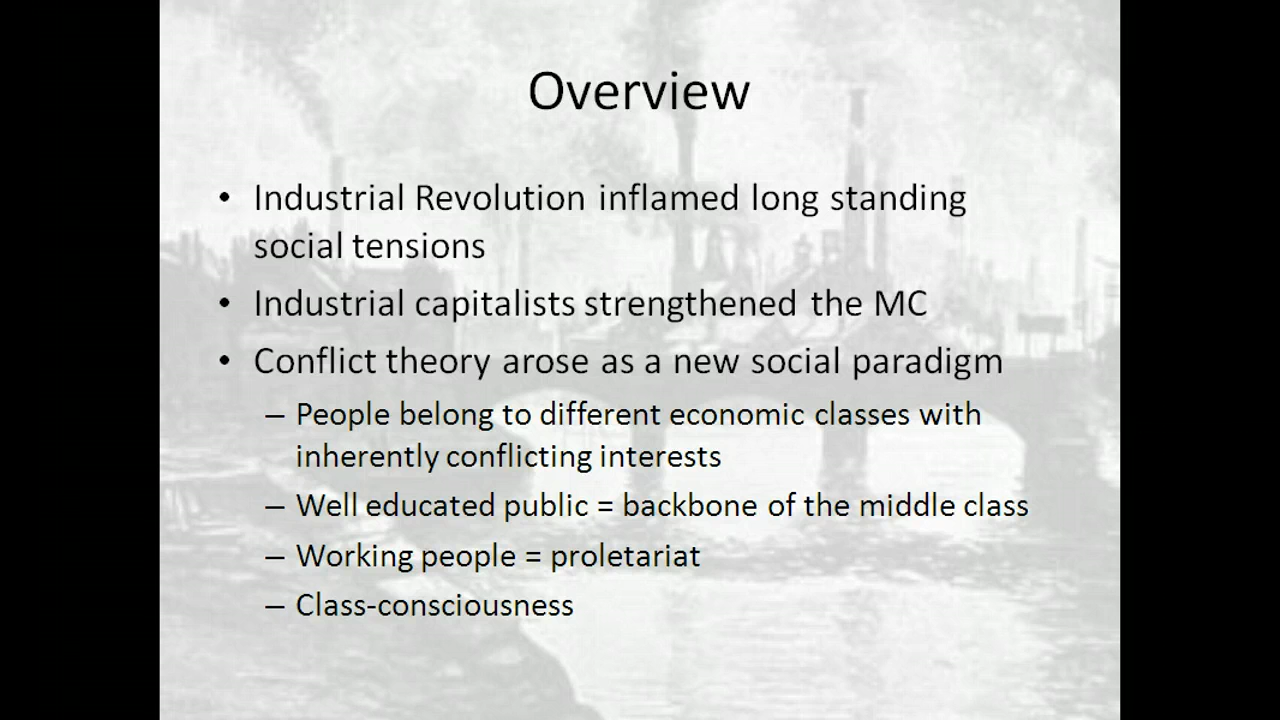 Overview
• Industrial Revolution inflamed long standing
social tensions
• Industrial capitalists strengthened the MC
• Conflict theory arose as a new social paradigm
– People belong to different economic classes with
inherently conflicting interests
– Well educated public = backbone of the middle class
– Working people = proletariat
– Class-consciousness